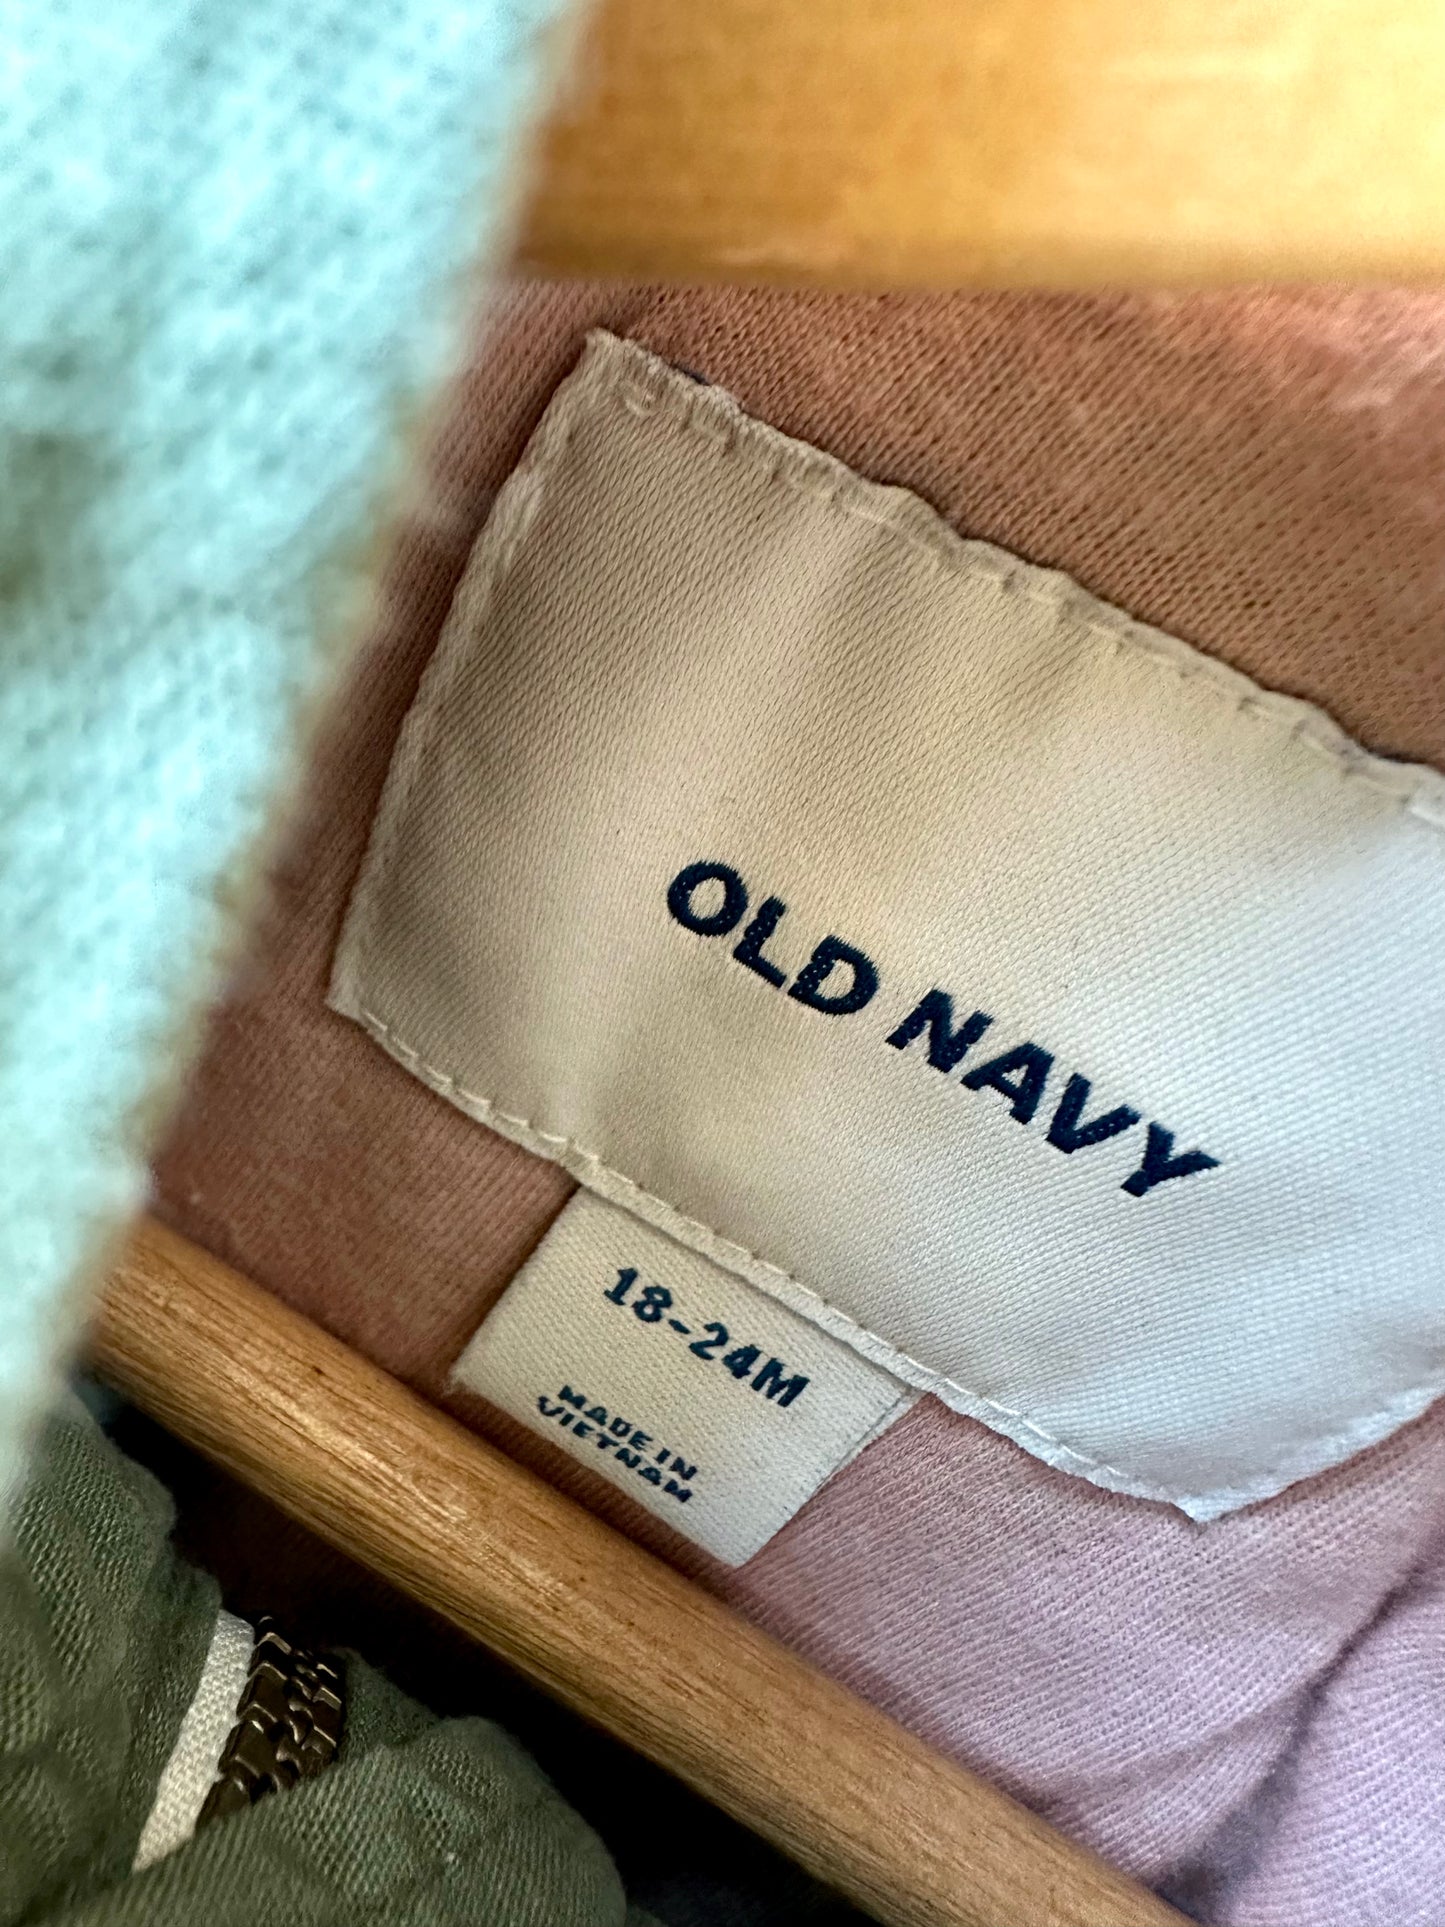 OLD NAVY
18-24M
MADE IN
VIETNAM